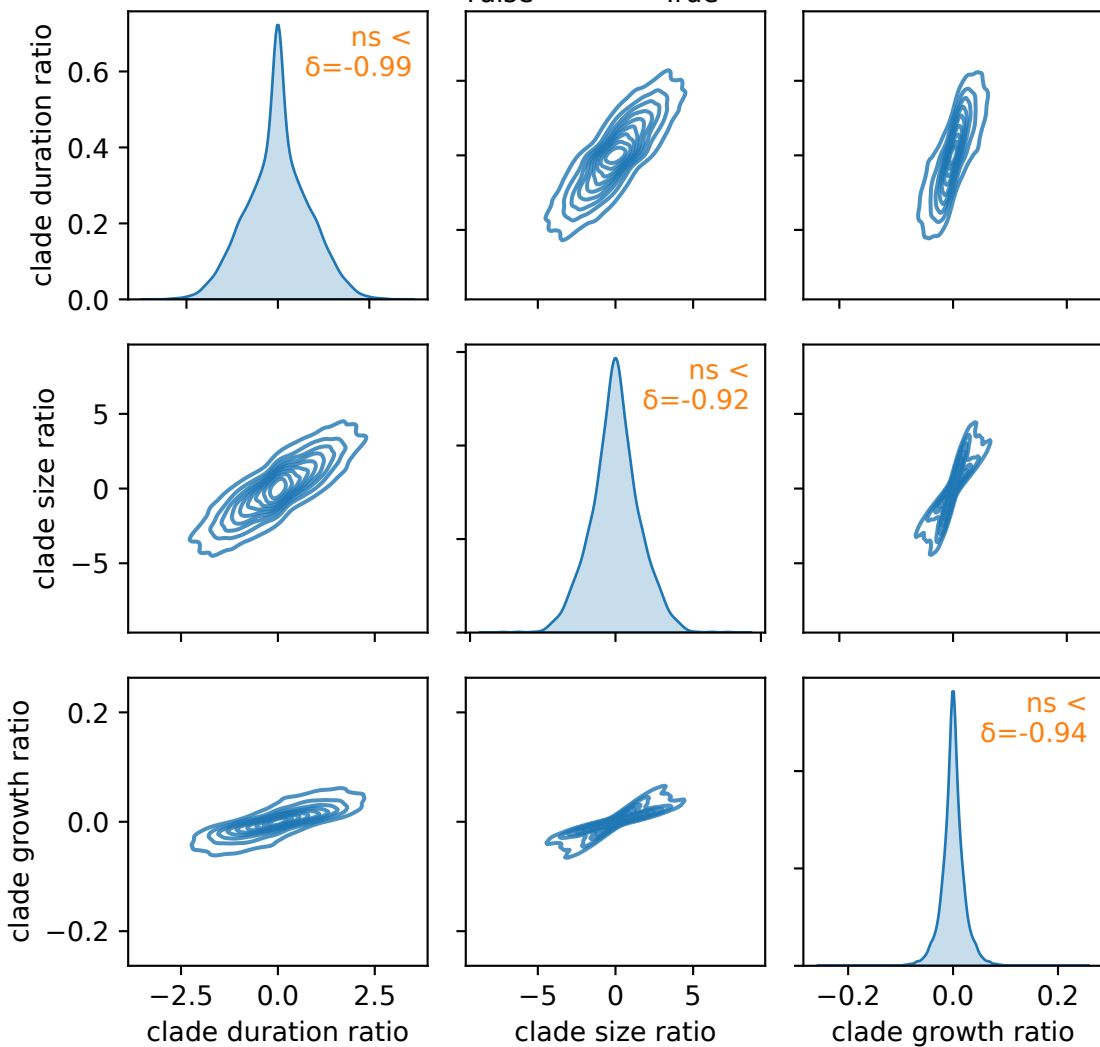 True
clade duration ratio
0.6
0.4
0.2
0.0
ns <
δ=-0.99
clade size ratio
5
0
−5
ns <
δ=-0.92
clade growth ratio
0.2
0.0
−0.2
ns <
δ=-0.94
−2.5 0.0 2.5
−5 0 5
−0.2 0.0 0.2
clade duration ratio
clade size ratio
clade growth ratio